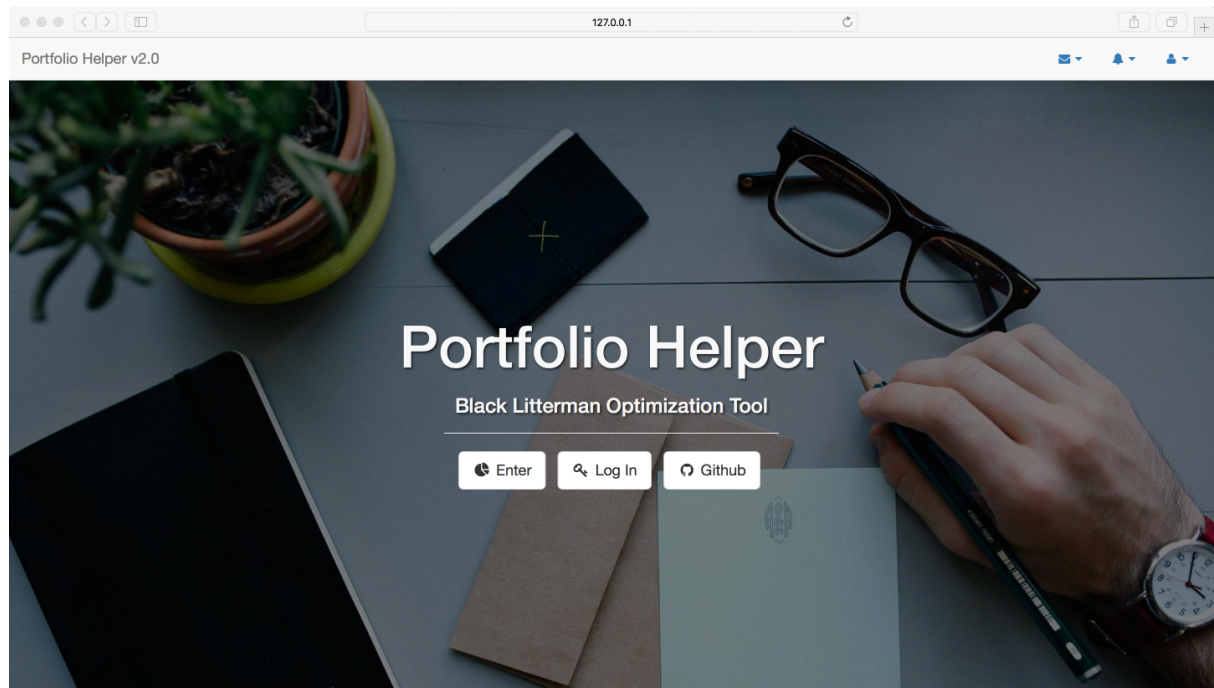 127.0.0.1
Portfolio Helper v2.0
Portfolio Helper
Black Litterman Optimization Tool
Enter
Log In
Github